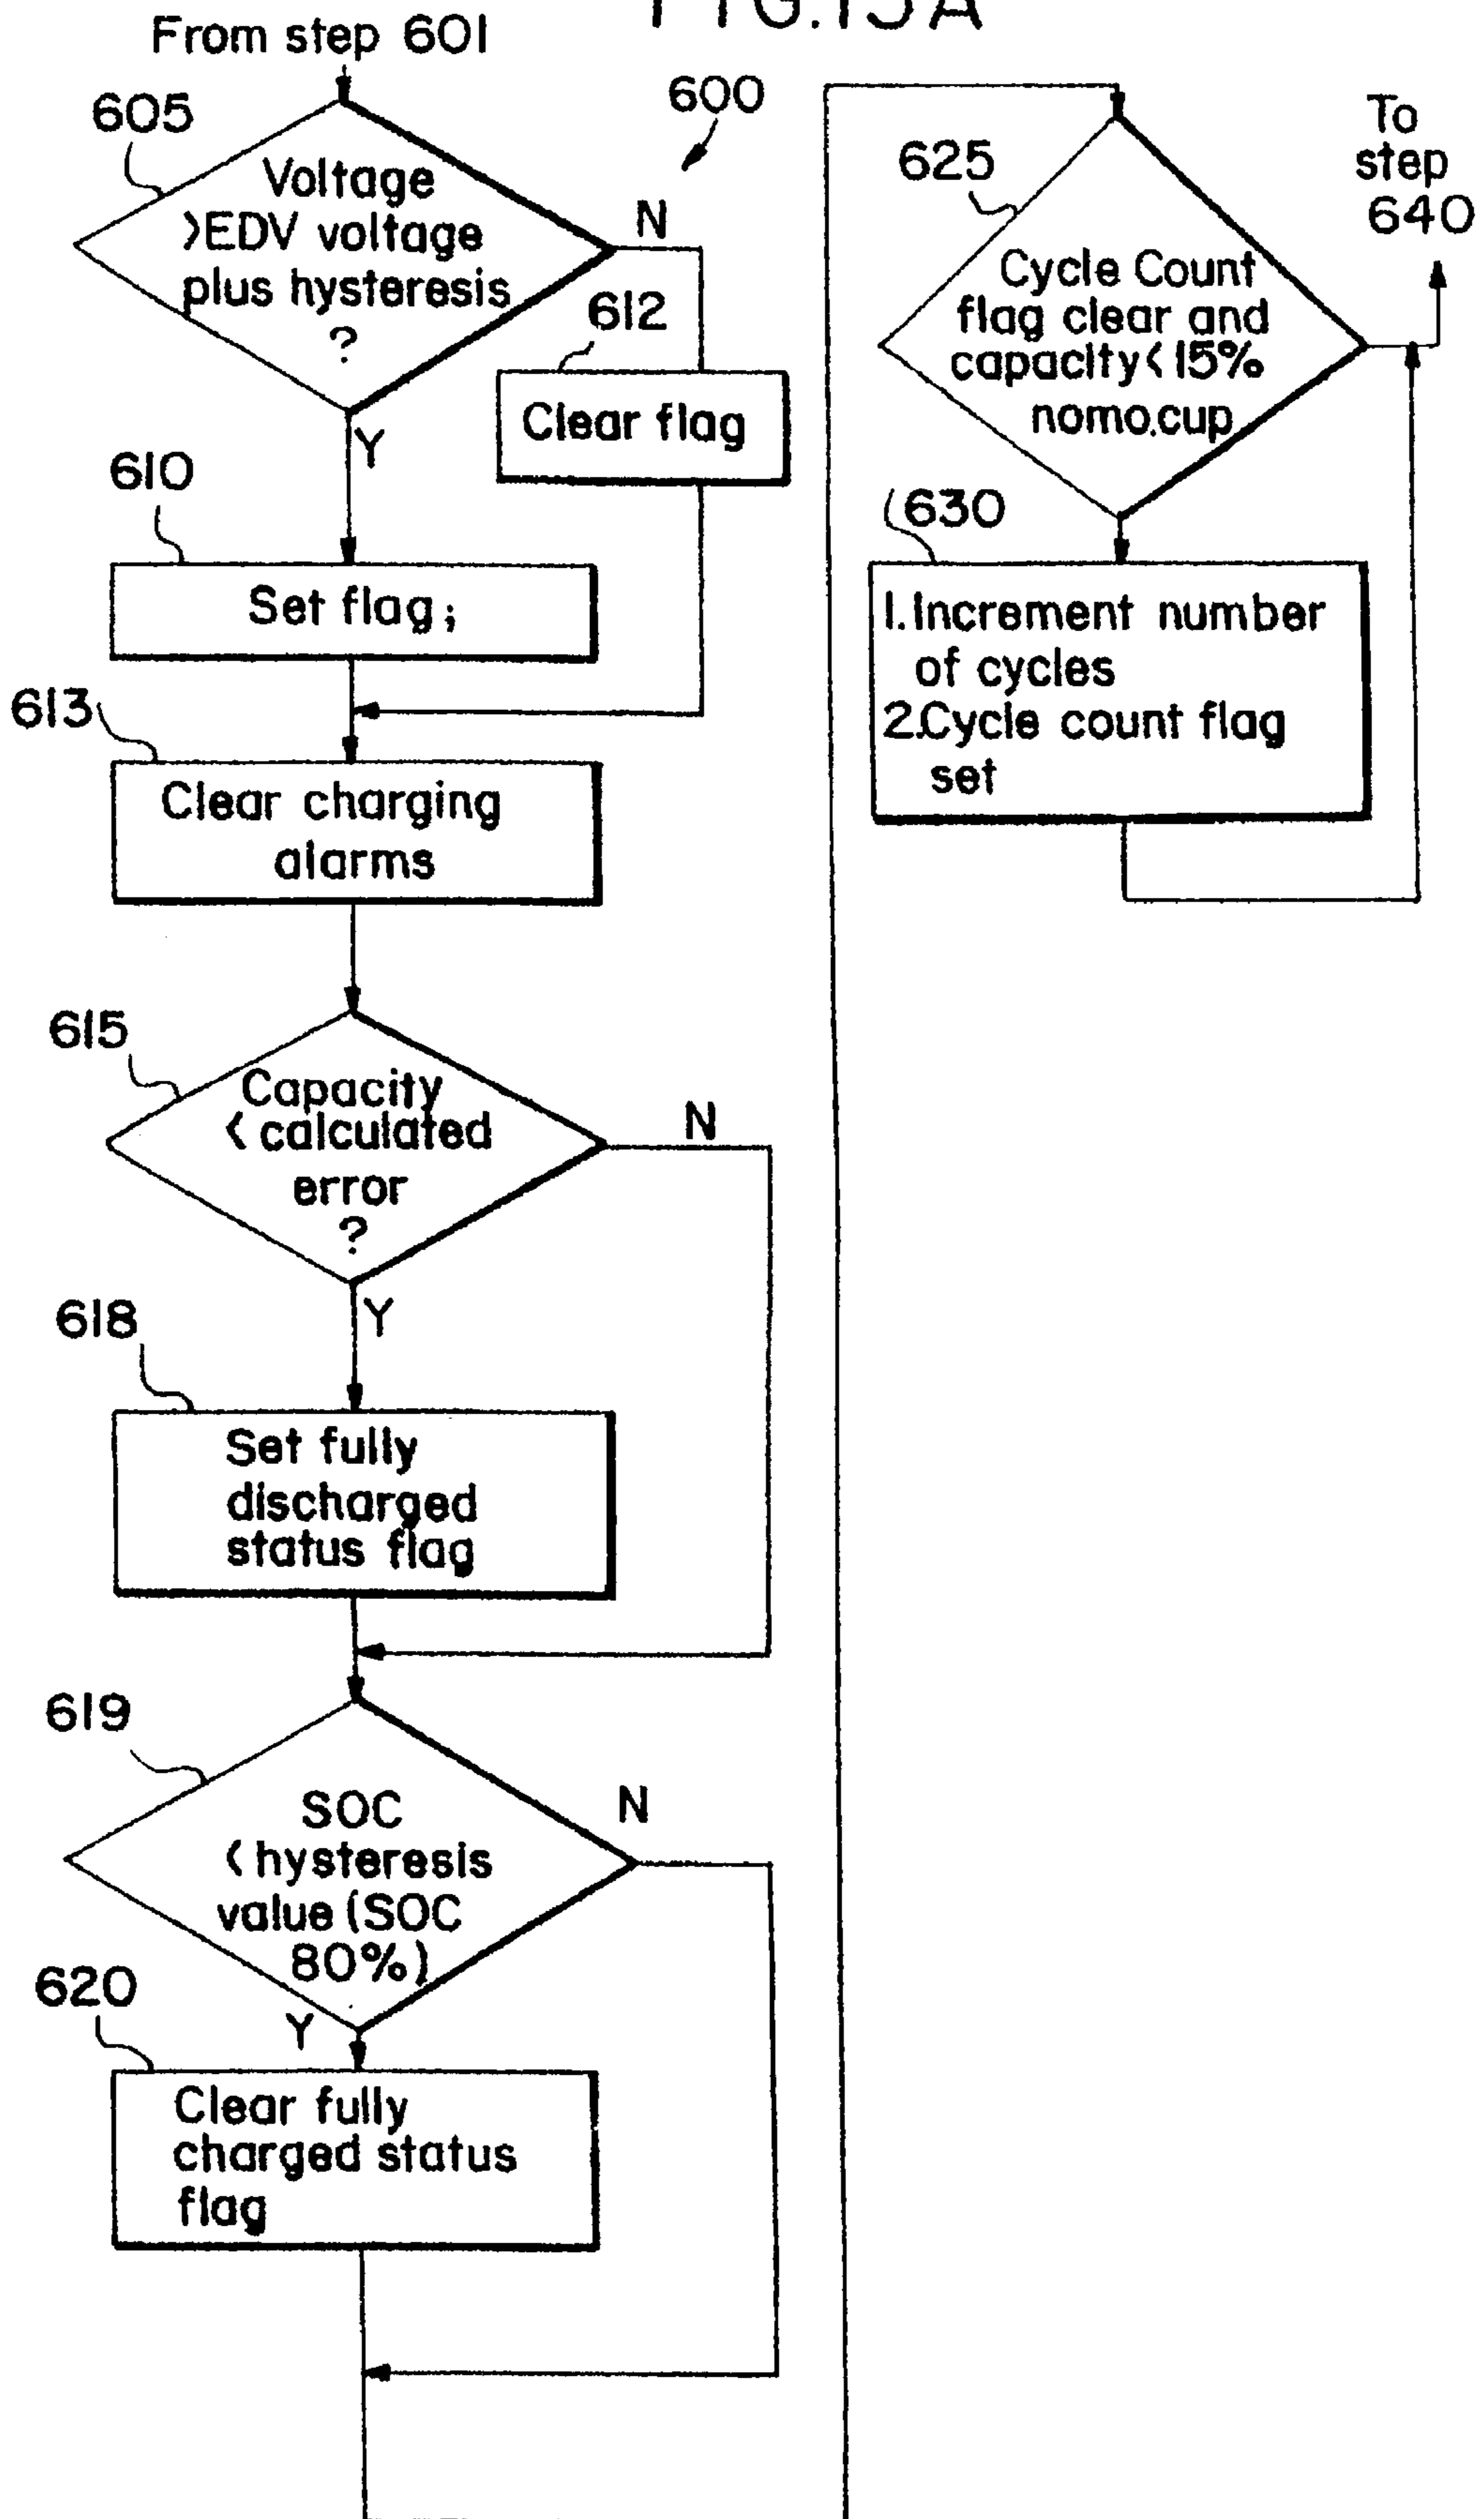 FIG.13A
From step 601
600
605
Voltage
>EDV voltage
plus hysteresis
?
N
Y
612
Clear flag
610
Set flag;
613
Clear charging
alarms
615
Capacity
< calculated
error
?
N
Y
618
Set fully
discharged
status flag
619
SOC
< hysteresis
value (SOC
80%)
N
Y
620
Clear fully
charged status
flag
625
Cycle Count
flag clear and
capacity < 15%
nomo.cup
To
step
640
630
1. Increment number
of cycles
2. Cycle count flag
set